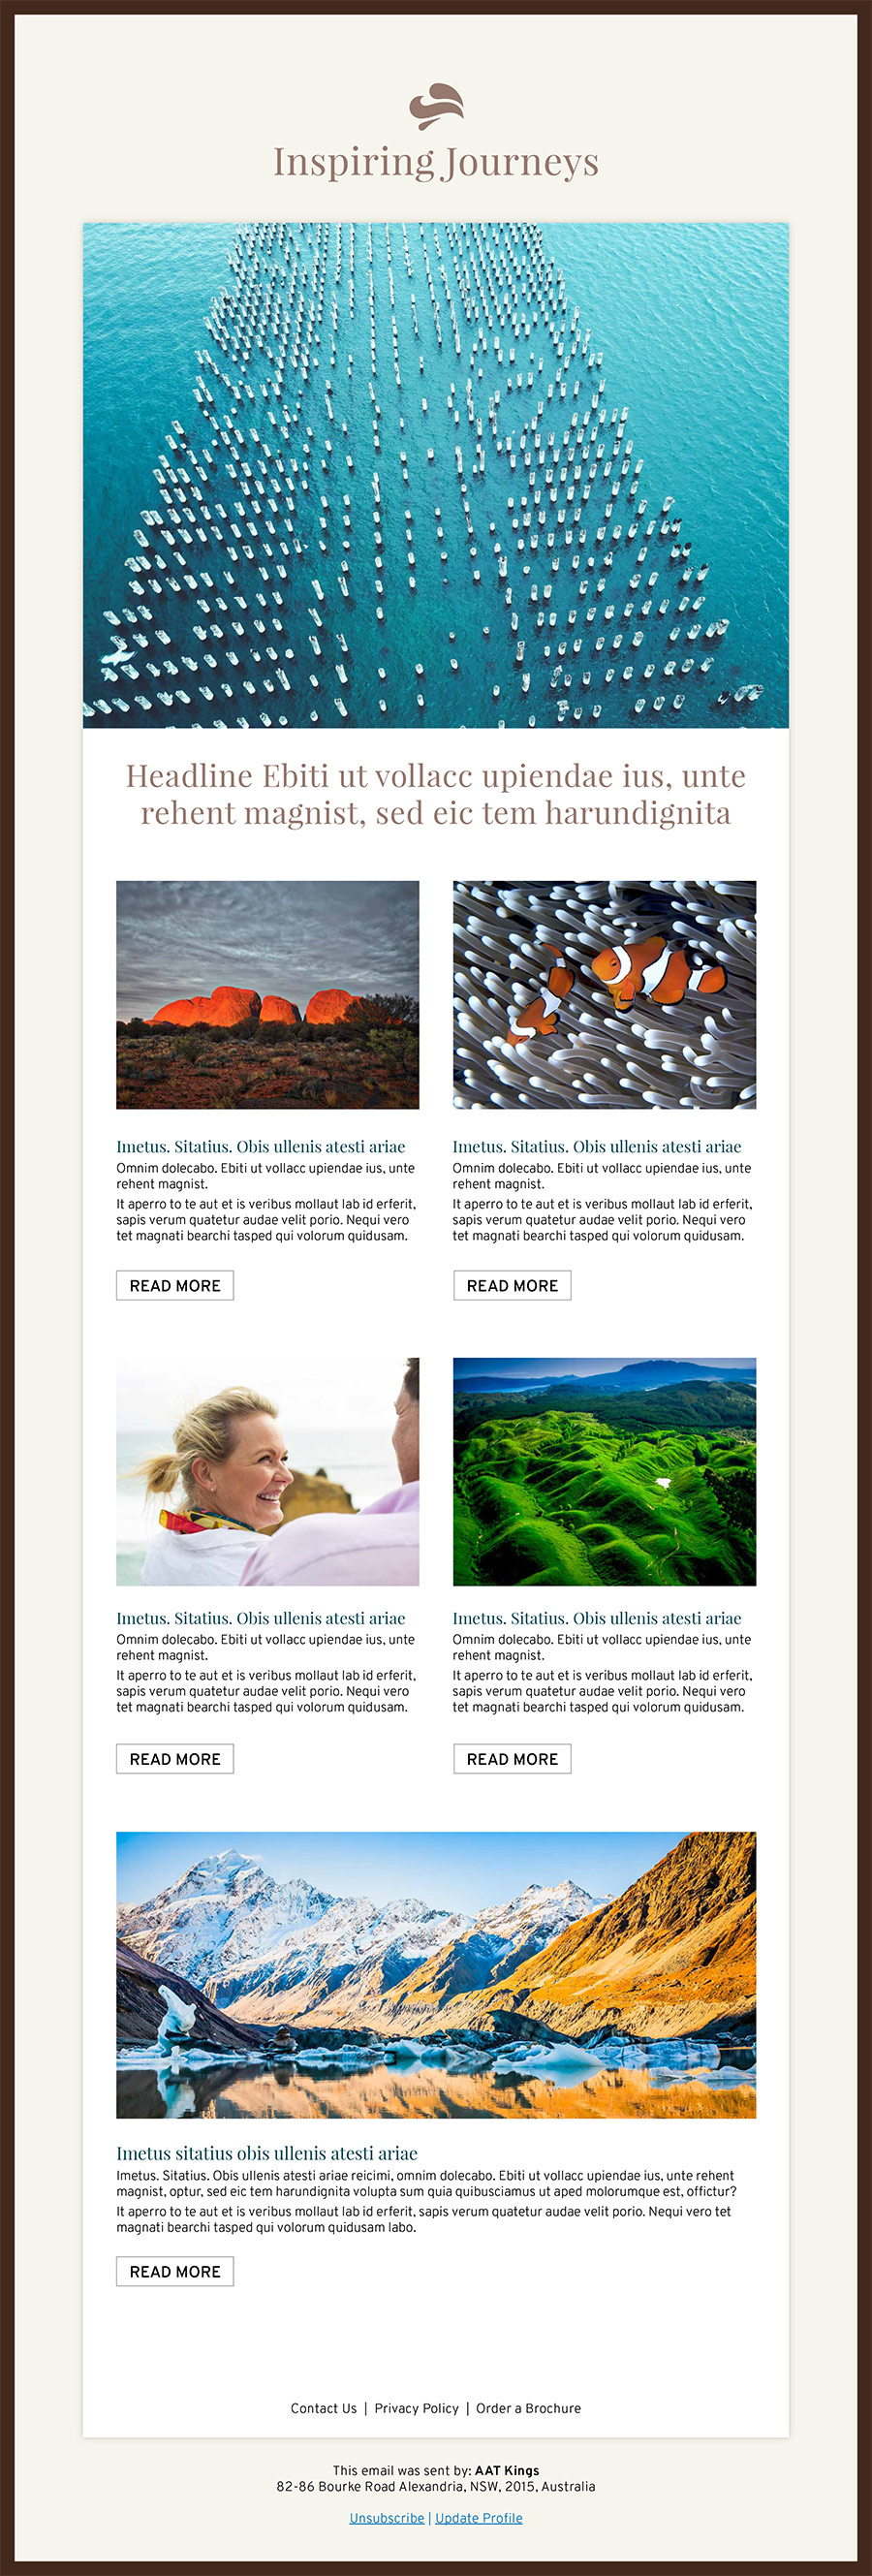 Inspiring Journeys
Headline Ebiti ut vollacc upiendae ius, unte
rehent magnist, sed eic tem harundignita
Imetus. Sitatius. Obis ullenis atesti ariae
Omnim dolecabo. Ebiti ut vollacc upiendae ius, unte
rehent magnist.
It aperro to te aut et is veribus mollaut lab id erferit,
sapis verum quatetur audae velit porio. Nequi vero
tet magnati bearchi tasped qui volorum quidusam.
READ MORE
Imetus. Sitatius. Obis ullenis atesti ariae
Omnim dolecabo. Ebiti ut vollacc upiendae ius, unte
rehent magnist.
It aperro to te aut et is veribus mollaut lab id erferit,
sapis verum quatetur audae velit porio. Nequi vero
tet magnati bearchi tasped qui volorum quidusam.
READ MORE
Imetus. Sitatius. Obis ullenis atesti ariae
Omnim dolecabo. Ebiti ut vollacc upiendae ius, unte
rehent magnist.
It aperro to te aut et is veribus mollaut lab id erferit,
sapis verum quatetur audae velit porio. Nequi vero
tet magnati bearchi tasped qui volorum quidusam.
READ MORE
Imetus. Sitatius. Obis ullenis atesti ariae
Omnim dolecabo. Ebiti ut vollacc upiendae ius, unte
rehent magnist.
It aperro to te aut et is veribus mollaut lab id erferit,
sapis verum quatetur audae velit porio. Nequi vero
tet magnati bearchi tasped qui volorum quidusam.
READ MORE
Imetus sitatius obis ullenis atesti ariae
Imetus. Sitatius. Obis ullenis atesti ariae reicimi, omnim dolecabo. Ebiti ut vollacc upiendae ius, unte rehent
magnist, optur, sed eic tem harundignita volupta sum quia quibusciamus ut aped molorumque est, offictur?
It aperro to te aut et is veribus mollaut lab id erferit, sapis verum quatetur audae velit porio. Nequi vero tet
magnati bearchi tasped qui volorum quidusam labo.
READ MORE
Contact Us | Privacy Policy | Order a Brochure
This email was sent by: AAT Kings
82-86 Bourke Road Alexandria, NSW, 2015, Australia
Unsubscribe | Update Profile